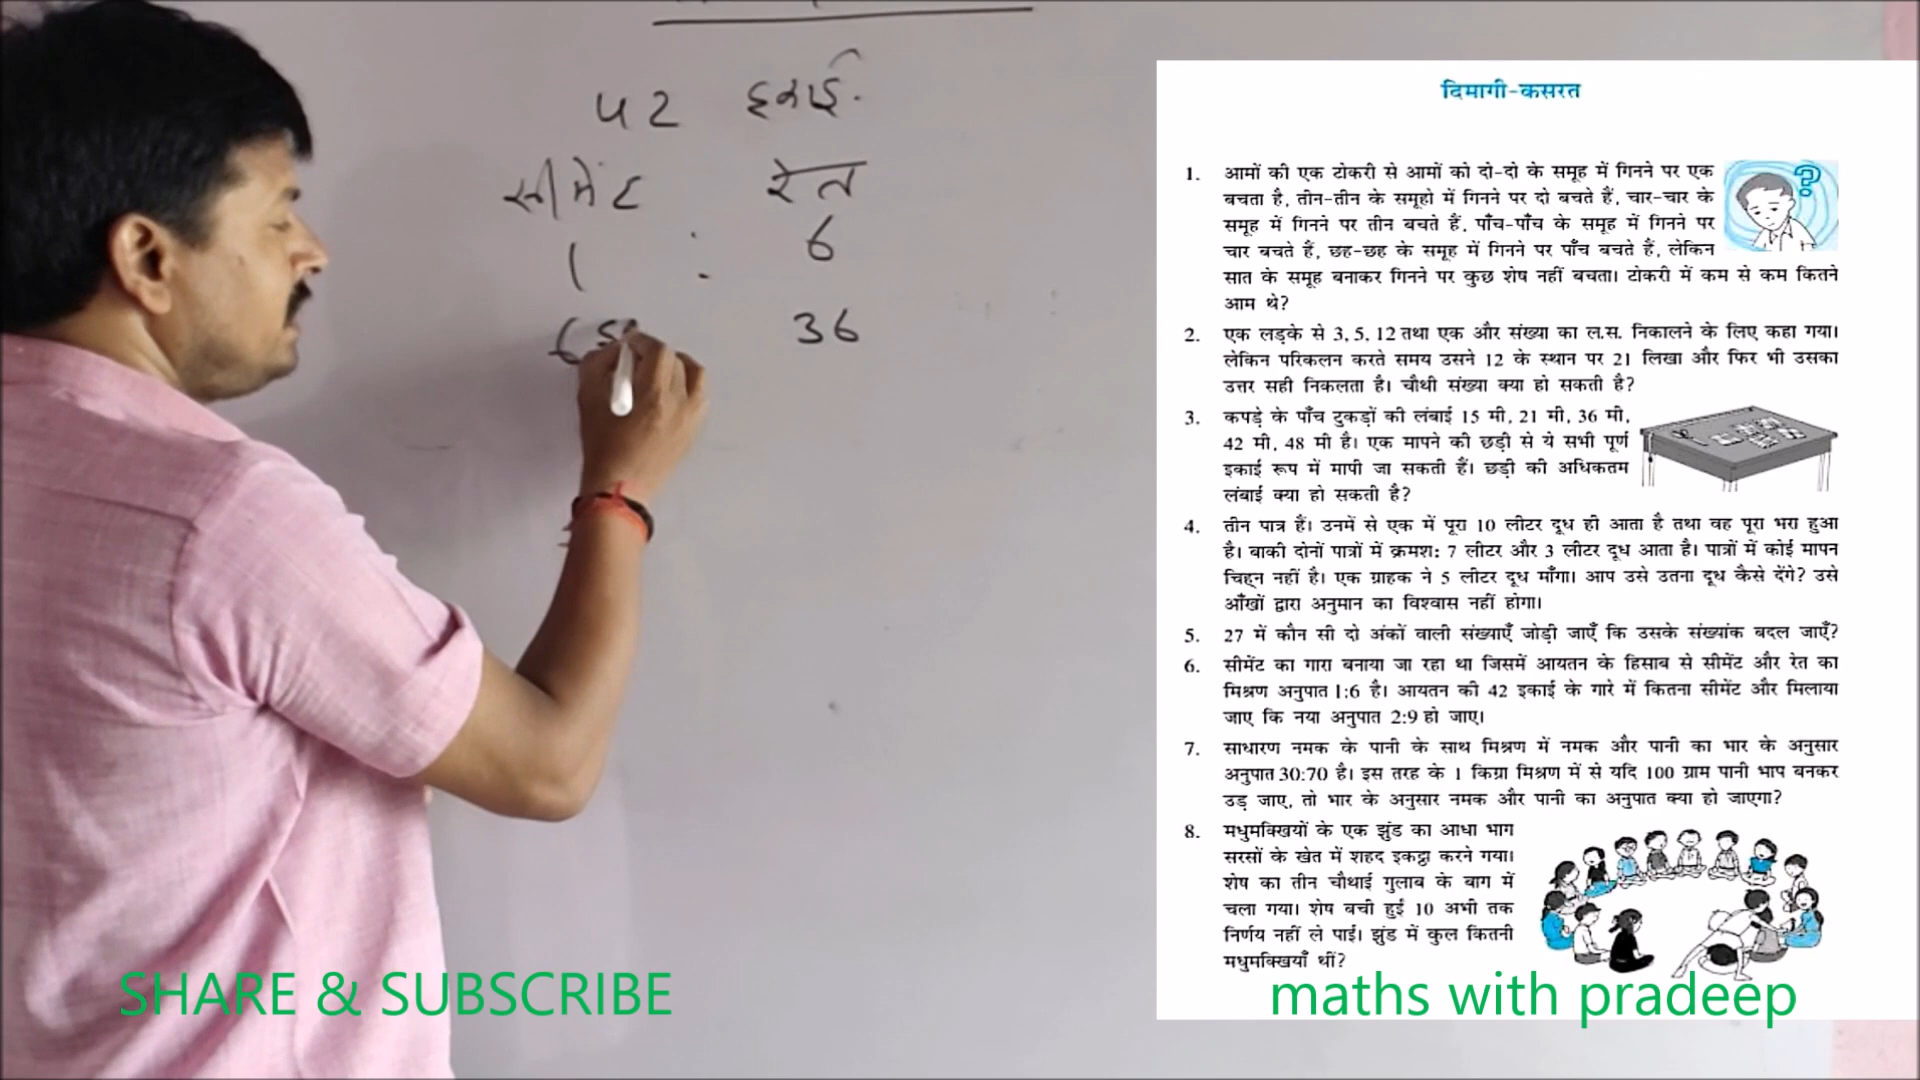 42 इकाई.
सीमेंट रेत
1 : 6
6 36
दिमागी-कसरत
1. आमों की एक टोकरी से आमों को दो-दो के समूह में गिनने पर एक
बचता है, तीन-तीन के समूहो में गिनने पर दो बचते हैं, चार-चार के
समूह में गिनने पर तीन बचते हैं, पाँच-पाँच के समूह में गिनने पर
चार बचते हैं, छह-छह के समूह में गिनने पर पाँच बचते हैं, लेकिन
सात के समूह बनाकर गिनने पर कुछ शेष नहीं बचता। टोकरी में कम से कम कितने
आम थे?
2. एक लड़के से 3, 5, 12 तथा एक और संख्या का ल.स. निकालने के लिए कहा गया।
लेकिन परिकलन करते समय उसने 12 के स्थान पर 21 लिखा और फिर भी उसका
उत्तर सही निकलता है। चौथी संख्या क्या हो सकती है?
3. कपड़े के पाँच टुकड़ों की लंबाई 15 मी, 21 मी, 36 मी,
42 मी, 48 मी है। एक मापने की छड़ी से ये सभी पूर्ण
इकाई रूप में मापी जा सकती हैं। छड़ी की अधिकतम
लंबाई क्या हो सकती है?
4. तीन पात्र हैं। उनमें से एक में पूरा 10 लीटर दूध ही आता है तथा वह पूरा भरा हुआ
है। बाकी दोनों पात्रों में क्रमश: 7 लीटर और 3 लीटर दूध आता है। पात्रों में कोई मापन
चिह्न नहीं है। एक ग्राहक ने 5 लीटर दूध माँगा। आप उसे उतना दूध कैसे देंगे? उसे
आँखों द्वारा अनुमान का विश्वास नहीं होगा।
5. 27 में कौन सी दो अंकों वाली संख्याएँ जोड़ी जाएँ कि उसके संख्यांक बदल जाएँ?
6. सीमेंट का गारा बनाया जा रहा था जिसमें आयतन के हिसाब से सीमेंट और रेत का
मिश्रण अनुपात 1:6 है। आयतन की 42 इकाई के गारे में कितना सीमेंट और मिलाया
जाए कि नया अनुपात 2:9 हो जाए।
7. साधारण नमक के पानी के साथ मिश्रण में नमक और पानी का भार के अनुसार
अनुपात 30:70 है। इस तरह के 1 किग्रा मिश्रण में से यदि 100 ग्राम पानी भाप बनकर
उड़ जाए, तो भार के अनुसार नमक और पानी का अनुपात क्या हो जाएगा?
8. मधुमक्खियों के एक झुंड का आधा भाग
सरसों के खेत में शहद इकट्ठा करने गया।
शेष का तीन चौथाई गुलाब के बाग में
चला गया। शेष बची हुई 10 अभी तक
निर्णय नहीं ले पाई। झुंड में कुल कितनी
मधुमक्खियाँ थीं?
SHARE & SUBSCRIBE
maths with pradeep